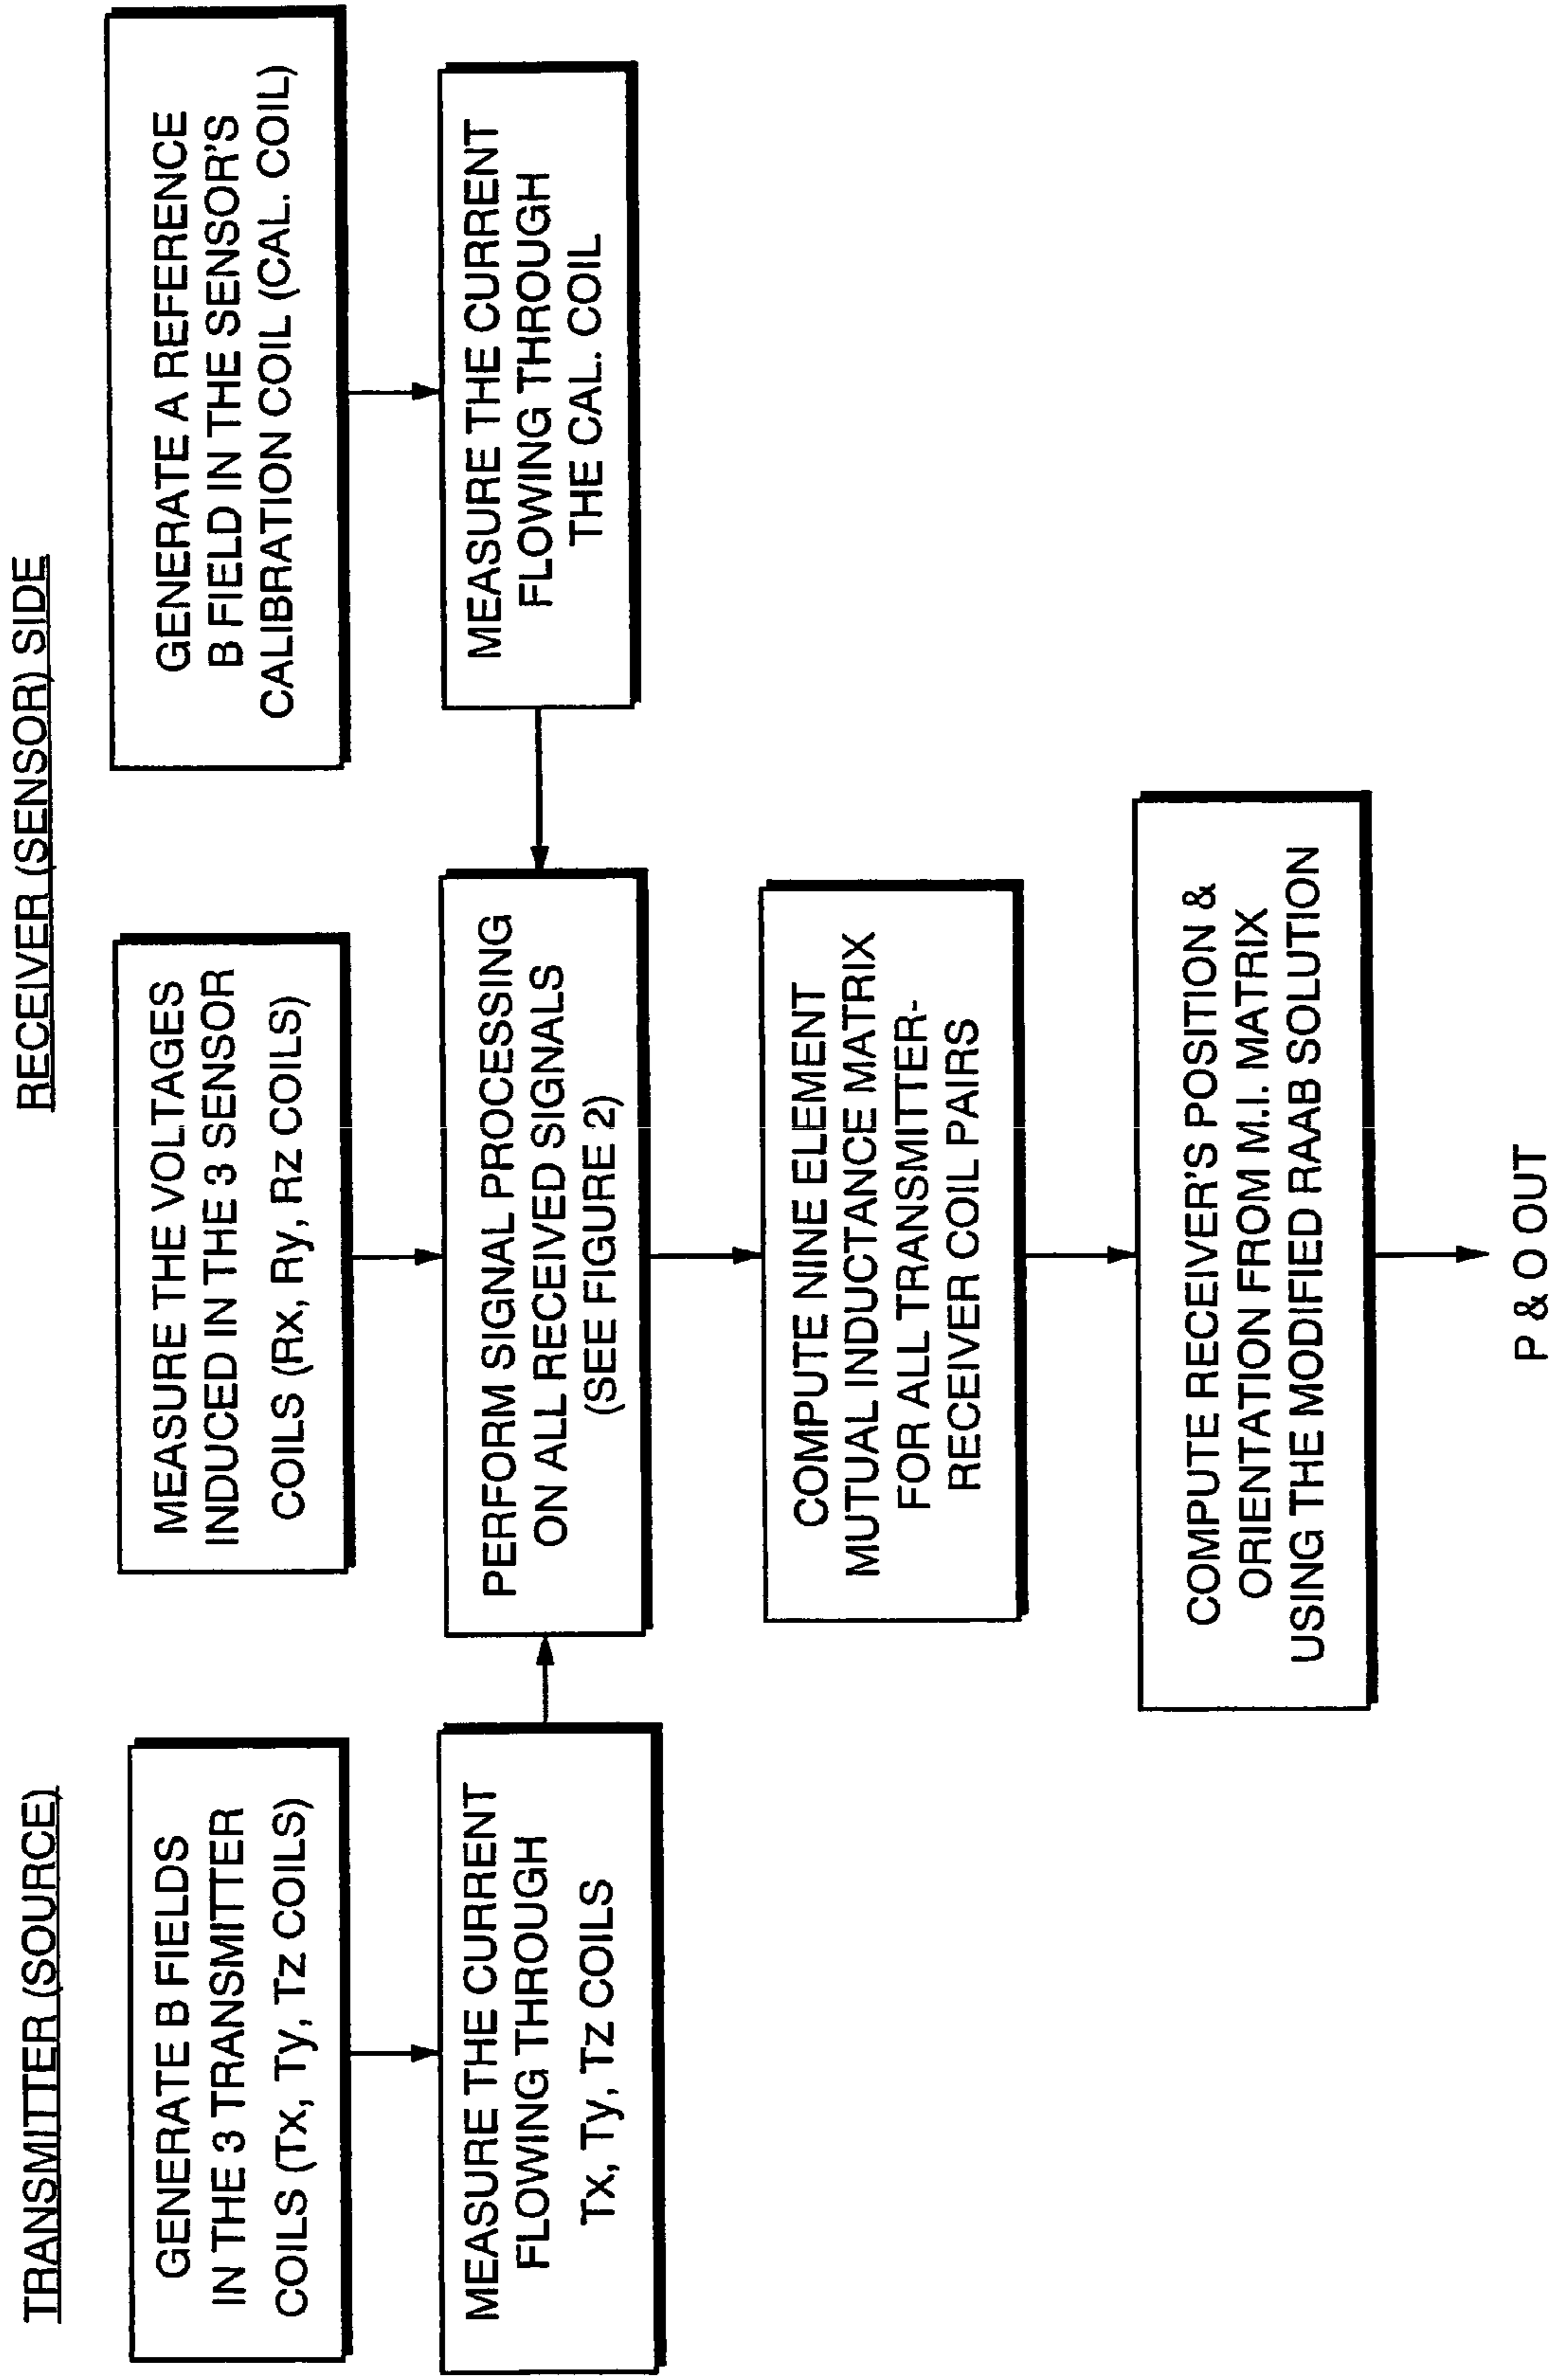 TRANSMITTER (SOURCE)
RECEIVER (SENSOR) SIDE
GENERATE B FIELDS
IN THE 3 TRANSMITTER
COILS (Tx, Ty, Tz COILS)
MEASURE THE VOLTAGES
INDUCED IN THE 3 SENSOR
COILS (Rx, Ry, Rz COILS)
GENERATE A REFERENCE
B FIELD IN THE SENSOR'S
CALIBRATION COIL (CAL. COIL)
MEASURE THE CURRENT
FLOWING THROUGH
Tx, Ty, Tz COILS
PERFORM SIGNAL PROCESSING
ON ALL RECEIVED SIGNALS
(SEE FIGURE 2)
MEASURE THE CURRENT
FLOWING THROUGH
THE CAL. COIL
COMPUTE NINE ELEMENT
MUTUAL INDUCTANCE MATRIX
FOR ALL TRANSMITTER-
RECEIVER COIL PAIRS
COMPUTE RECEIVER'S POSITION &
ORIENTATION FROM M.I. MATRIX
USING THE MODIFIED RAAB SOLUTION
P & O OUT